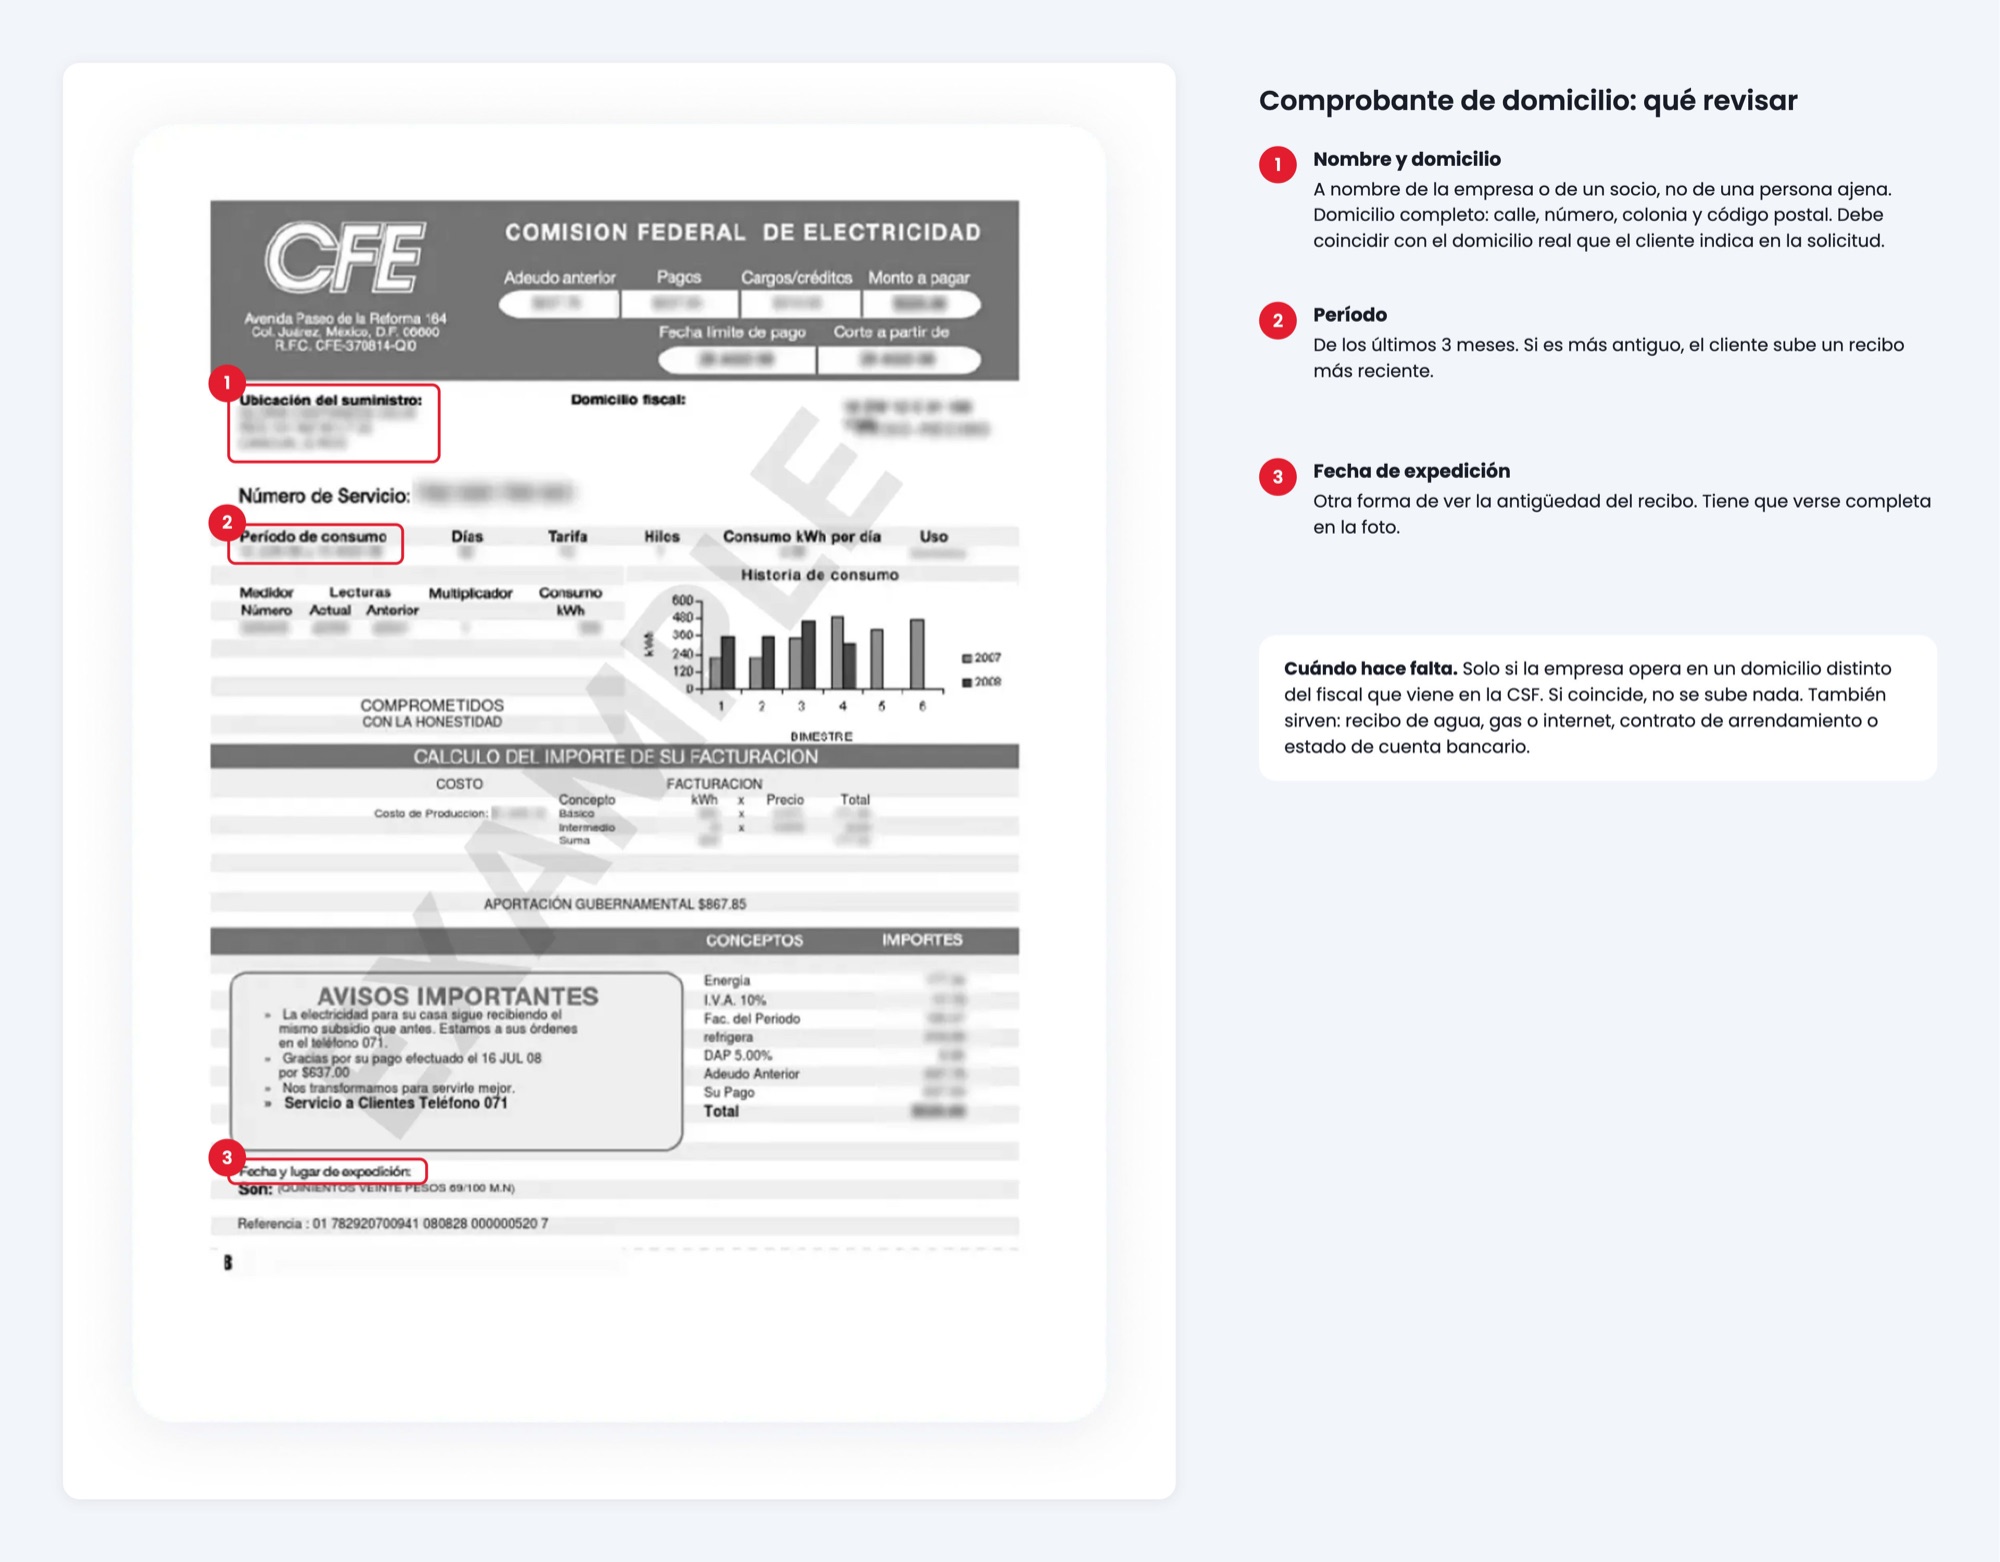 CFE
COMISION FEDERAL DE ELECTRICIDAD
Adeudo anterior Pagos Cargos/créditos Monto a pagar
Avenida Paseo de la Reforma 164
Col. Juárez, México, D.F. 06600
R.F.C. CFE-370814-QI0
Fecha límite de pago Corte a partir de
1
Ubicación del suministro:
Domicilio fiscal:
Número de Servicio:
2
Período de consumo Días Tarifa Hilos Consumo kWh por día Uso
Medidor Lecturas Multiplicador Consumo
Número Actual Anterior kWh
Historia de consumo
600
480
360
240
120
0
kWh
1 2 3 4 5 6
BIMESTRE
2007
2008
COMPROMETIDOS
CON LA HONESTIDAD
CALCULO DEL IMPORTE DE SU FACTURACION
COSTO FACTURACION
Concepto kWh x Precio Total
Costo de Produccion: Básico x
Intermedio x
Suma
APORTACIÓN GUBERNAMENTAL $867.85
CONCEPTOS IMPORTES
AVISOS IMPORTANTES
» La electricidad para su casa sigue recibiendo el
mismo subsidio que antes. Estamos a sus órdenes
en el teléfono 071.
» Gracias por su pago efectuado el 16 JUL 08
por $637.00
» Nos transformamos para servirle mejor.
» Servicio a Clientes Teléfono 071
Energía
I.V.A. 10%
Fac. del Periodo
refrigera
DAP 5.00%
Adeudo Anterior
Su Pago
Total
3
Fecha y lugar de expedición:
Son: (QUINIENTOS VEINTE PESOS 69/100 M.N)
Referencia : 01 782920700941 080828 000000520 7
EXAMPLE
Comprobante de domicilio: qué revisar
1 Nombre y domicilio
A nombre de la empresa o de un socio, no de una persona ajena.
Domicilio completo: calle, número, colonia y código postal. Debe
coincidir con el domicilio real que el cliente indica en la solicitud.
2 Período
De los últimos 3 meses. Si es más antiguo, el cliente sube un recibo
más reciente.
3 Fecha de expedición
Otra forma de ver la antigüedad del recibo. Tiene que verse completa
en la foto.
Cuándo hace falta. Solo si la empresa opera en un domicilio distinto
del fiscal que viene en la CSF. Si coincide, no se sube nada. También
sirven: recibo de agua, gas o internet, contrato de arrendamiento o
estado de cuenta bancario.